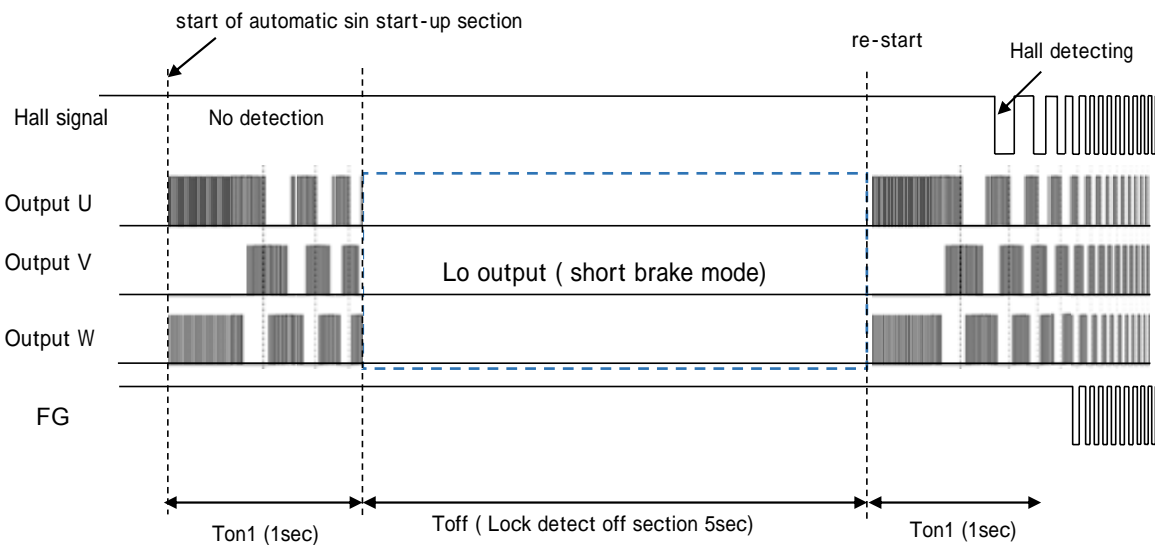 start of automatic sin start-up section
re-start
Hall detecting
Hall signal
No detection
Output U
Output V
Lo output ( short brake mode)
Output W
FG
Ton1 (1sec)
Toff ( Lock detect off section 5sec)
Ton1 (1sec)